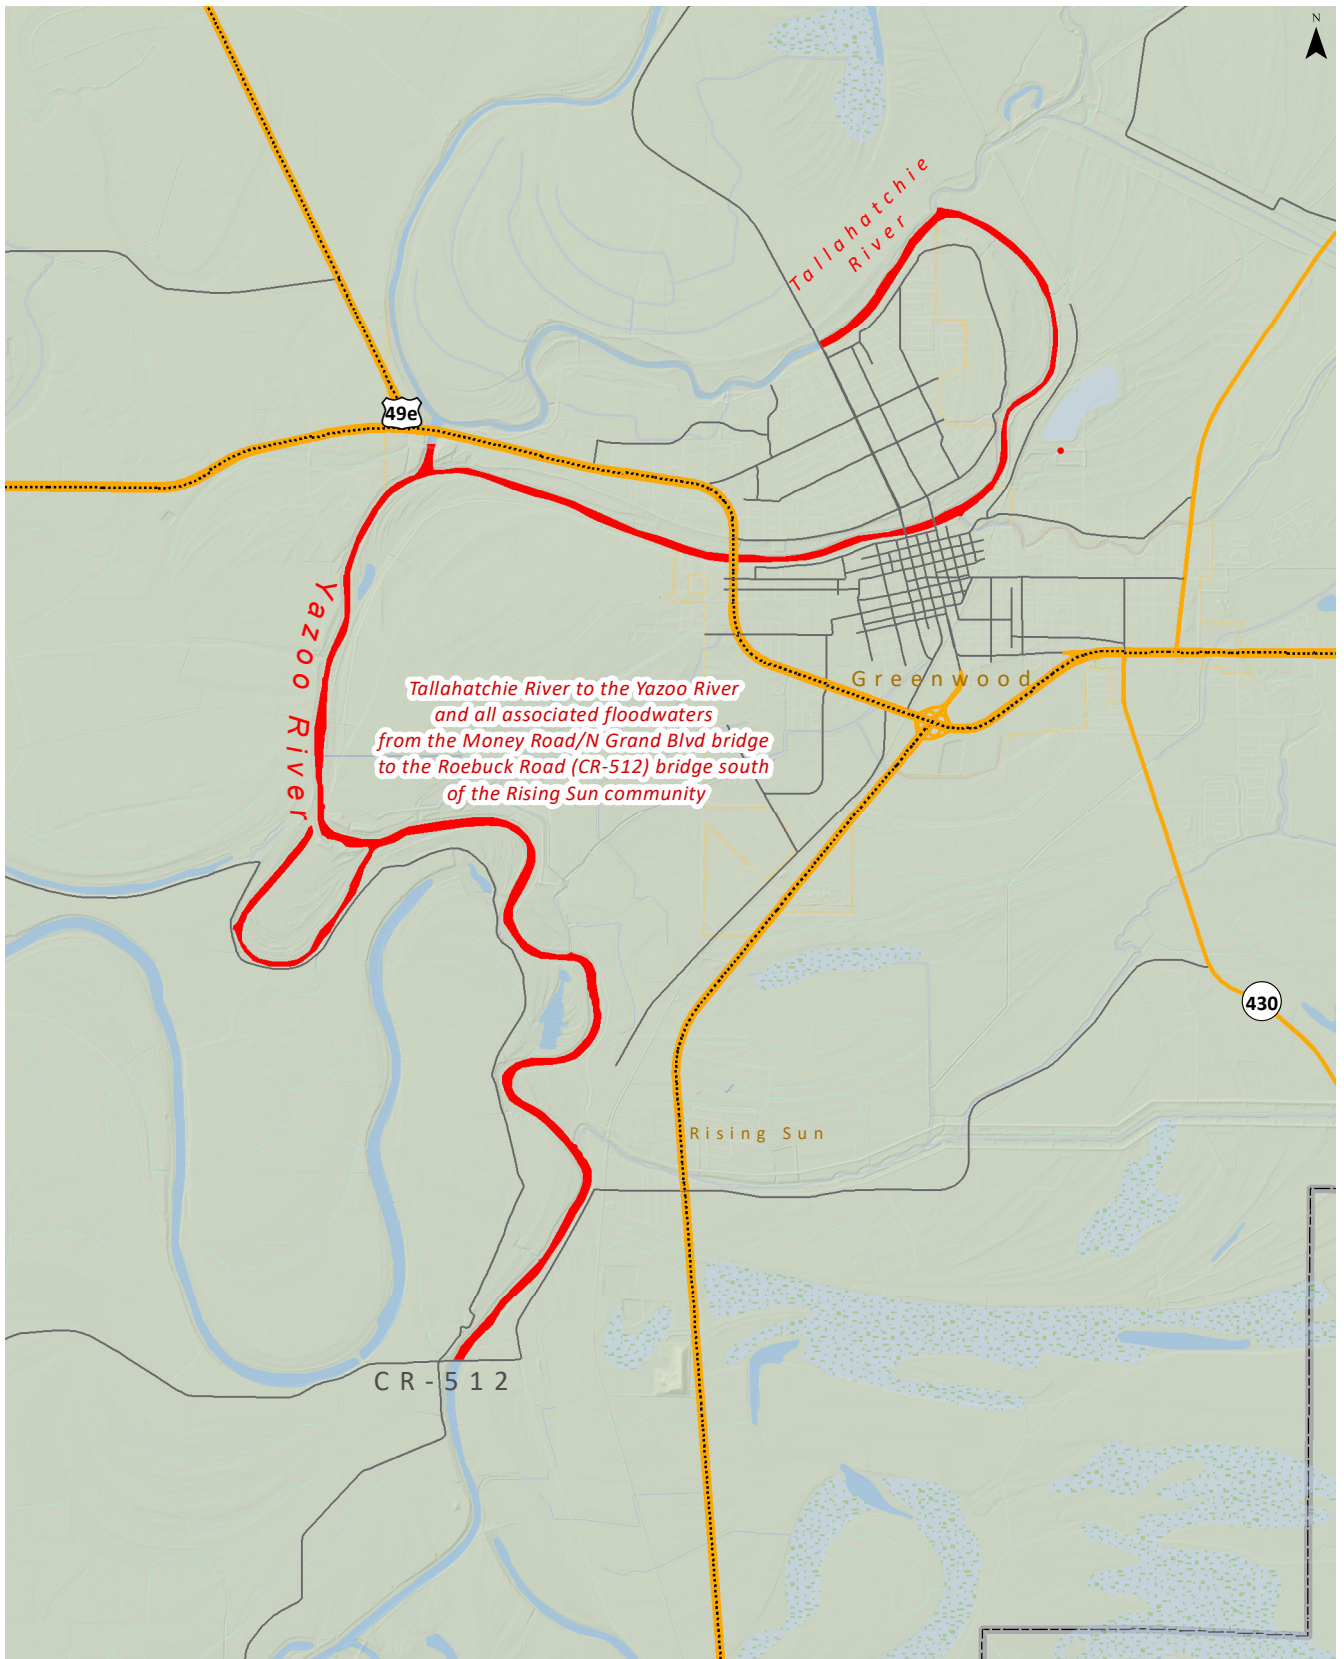 N
Tallahatchie
River
49e
Yazoo River
Greenwood
Tallahatchie River to the Yazoo River
and all associated floodwaters
from the Money Road/N Grand Blvd bridge
to the Roebuck Road (CR-512) bridge south
of the Rising Sun community
430
Rising Sun
CR-512